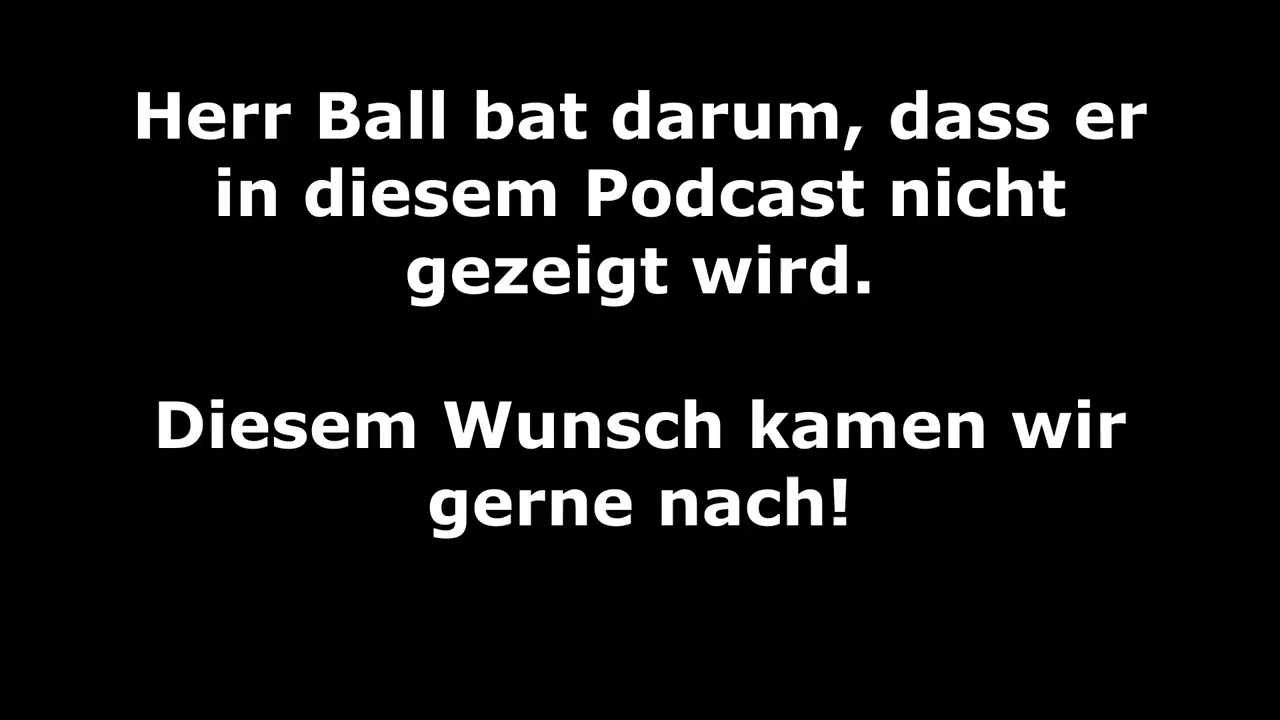 Herr Ball bat darum, dass er
in diesem Podcast nicht
gezeigt wird.
Diesem Wunsch kamen wir
gerne nach!